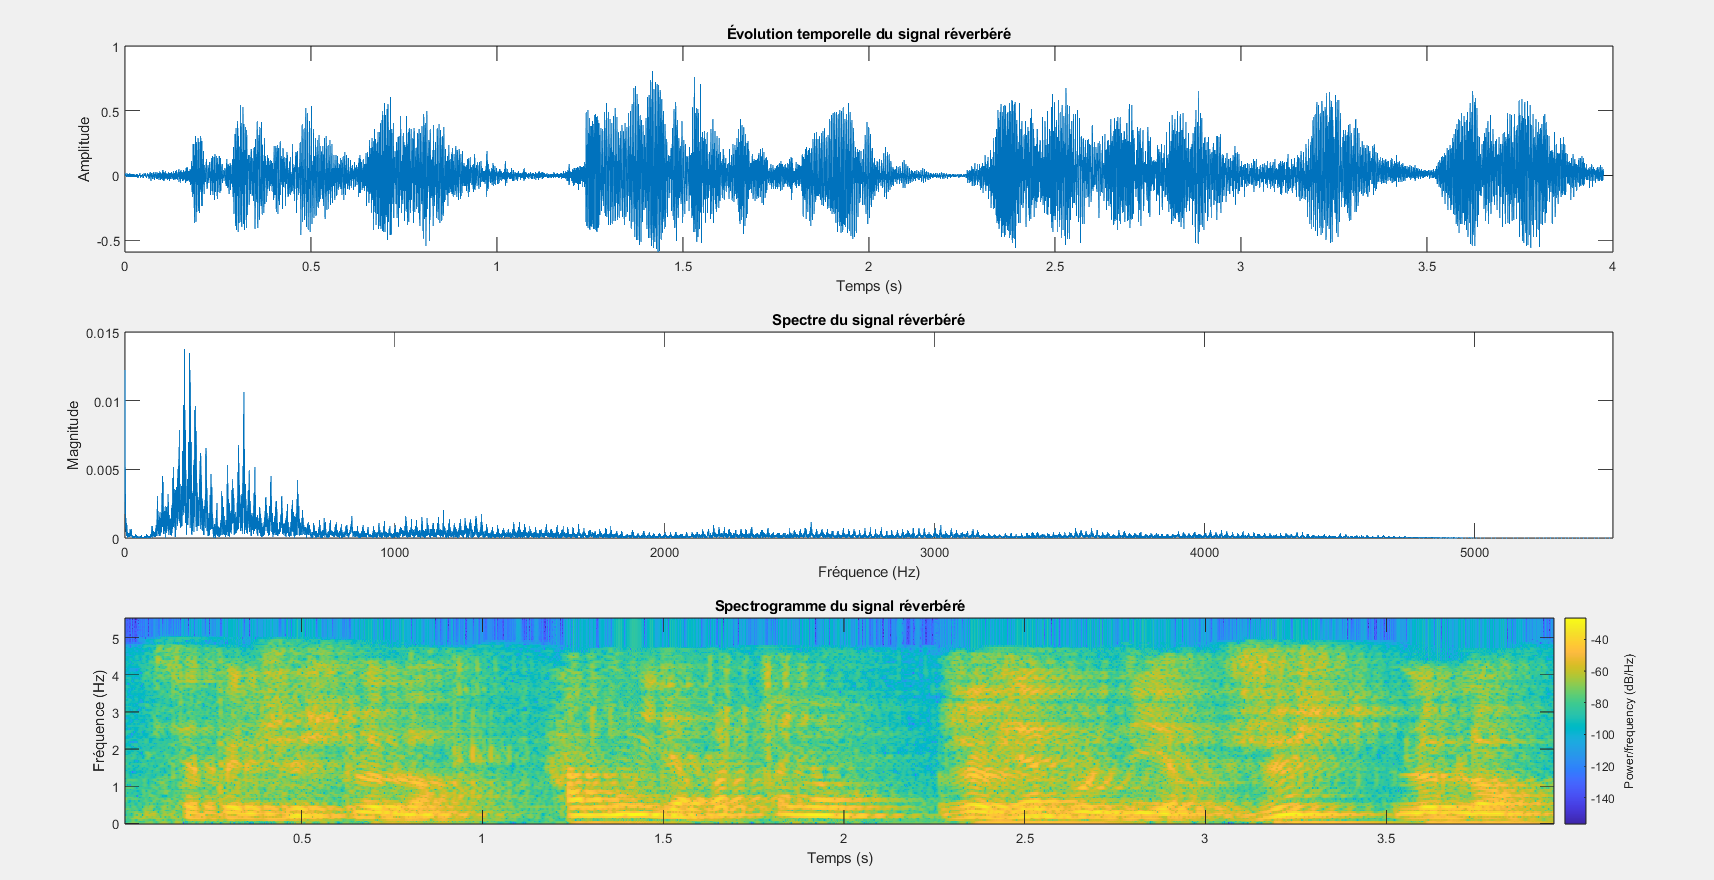 Évolution temporelle du signal réverbéré
1
0.5
0
-0.5
Amplitude
0 0.5 1 1.5 2 2.5 3 3.5 4
Temps (s)
Spectre du signal réverbéré
0.015
0.01
0.005
0
Magnitude
0 1000 2000 3000 4000 5000
Fréquence (Hz)
Spectrogramme du signal réverbéré
5
4
3
2
1
0
Fréquence (Hz)
0.5 1 1.5 2 2.5 3 3.5
Temps (s)
-40
-60
-80
-100
-120
-140
Power/frequency (dB/Hz)